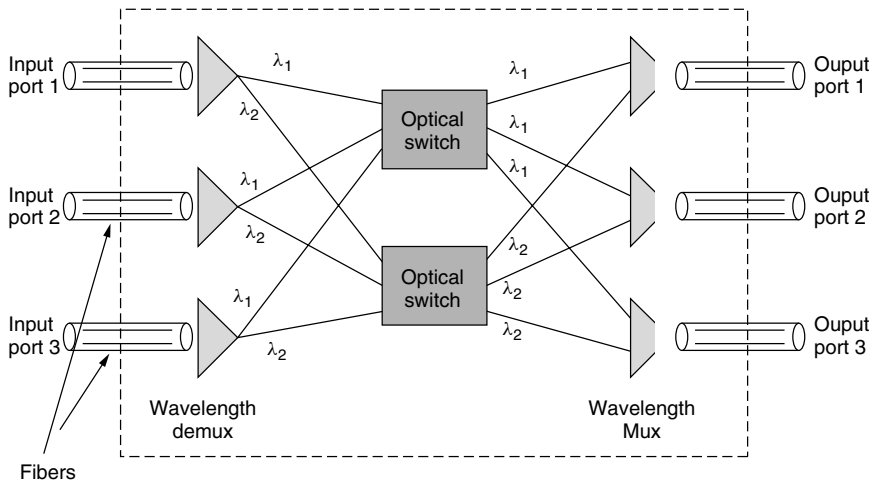 Input
port 1
λ1
λ2
Optical
switch
λ1
λ1
λ1
Ouput
port 1
Input
port 2
λ1
λ2
Ouput
port 2
Optical
switch
λ2
λ2
λ2
Input
port 3
λ1
λ2
Ouput
port 3
Wavelength
demux
Wavelength
Mux
Fibers